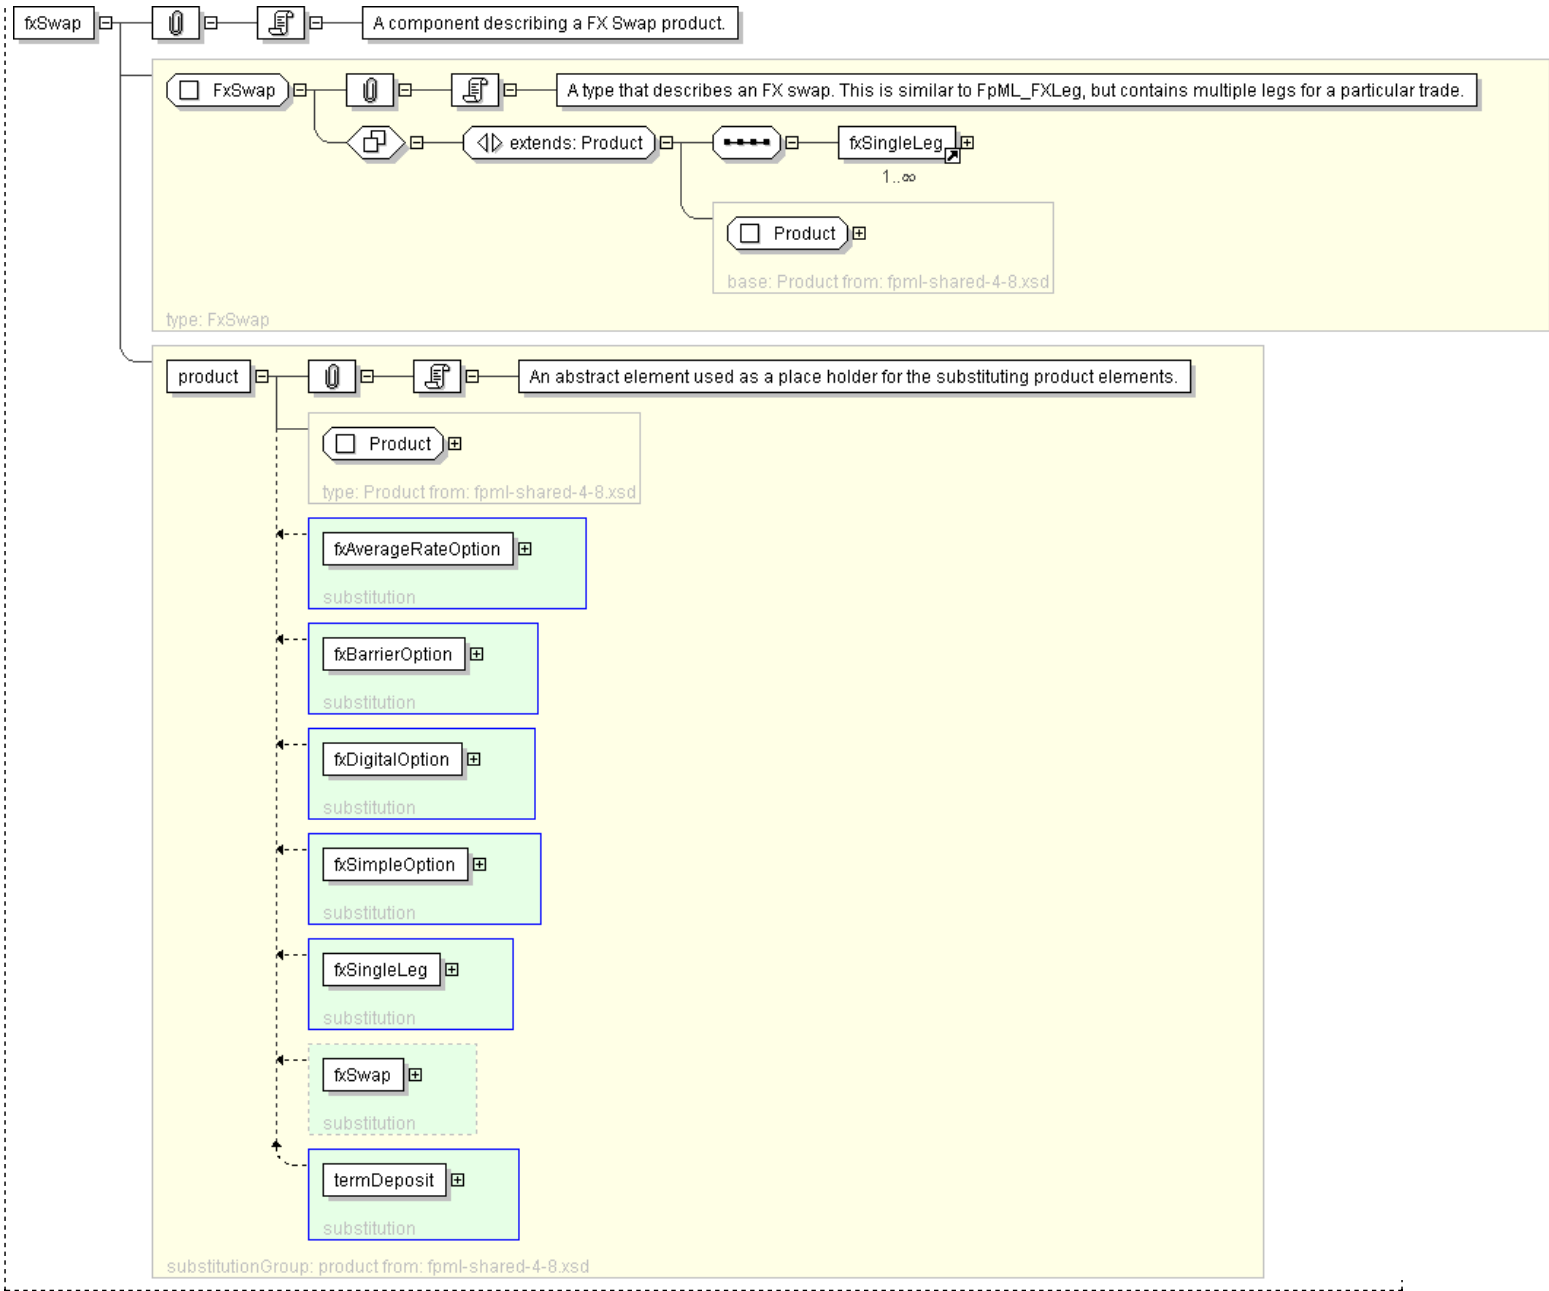 fxSwap
A component describing a FX Swap product.
FxSwap
A type that describes an FX swap. This is similar to FpML_FXLeg, but contains multiple legs for a particular trade.
extends: Product
fxSingleLeg
1..∞
Product
base: Product from: fpml-shared-4-8.xsd
type: FxSwap
product
An abstract element used as a place holder for the substituting product elements.
Product
type: Product from: fpml-shared-4-8.xsd
fxAverageRateOption
substitution
fxBarrierOption
substitution
fxDigitalOption
substitution
fxSimpleOption
substitution
fxSingleLeg
substitution
fxSwap
substitution
termDeposit
substitution
substitutionGroup: product from: fpml-shared-4-8.xsd